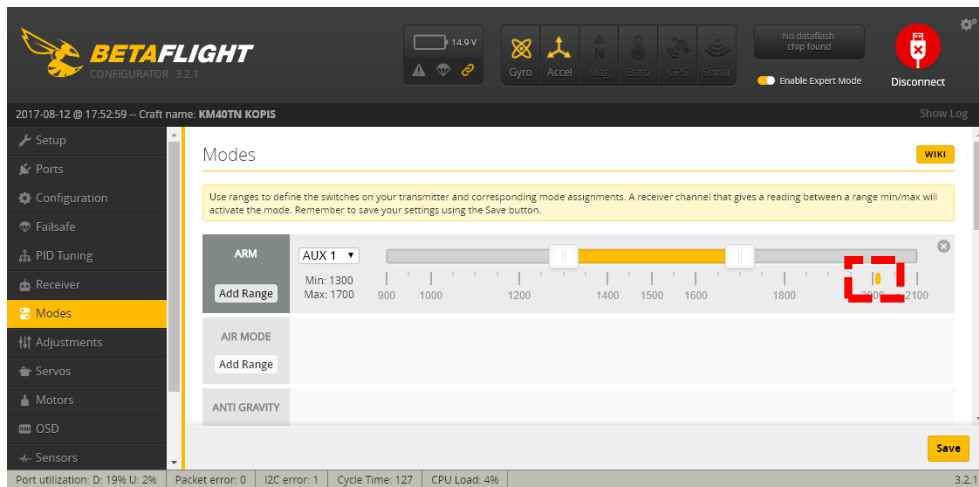 BETAFLIGHT
CONFIGURATOR 3.2.1
14.9 V
Gyro Accel Mag Baro GPS Sonar
No dataflash
chip found
Enable Expert Mode
Disconnect
2017-08-12 @ 17:52:59 -- Craft name: KM40TN KOPIS
Show Log
Setup
Ports
Configuration
Failsafe
PID Tuning
Receiver
Modes
Adjustments
Servos
Motors
OSD
Sensors
Modes
WIKI
Use ranges to define the switches on your transmitter and corresponding mode assignments. A receiver channel that gives a reading between a range min/max will
activate the mode. Remember to save your settings using the Save button.
ARM
Add Range
AUX 1
Min: 1300
Max: 1700
900 1000 1200 1400 1500 1600 1800 2000 2100
AIR MODE
Add Range
ANTI GRAVITY
Save
Port utilization: D: 19% U: 2% Packet error: 0 I2C error: 1 Cycle Time: 127 CPU Load: 4% 3.2.1